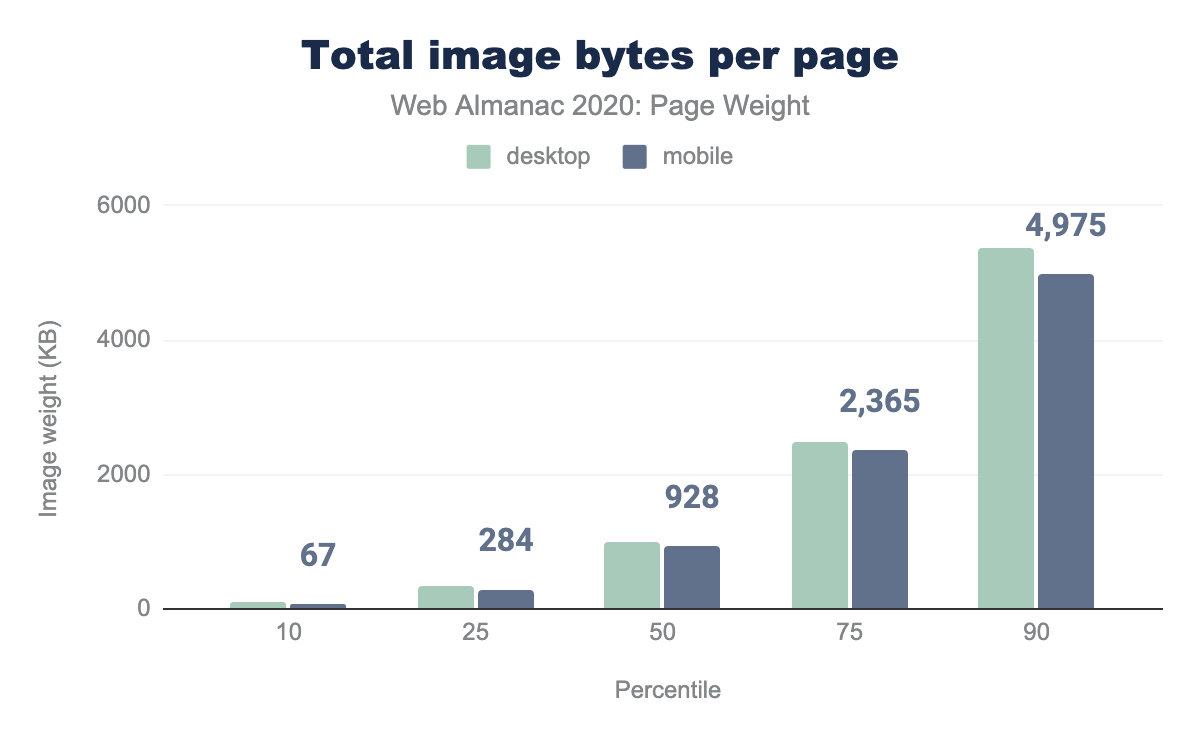 Total image bytes per page
Web Almanac 2020: Page Weight
desktop mobile
6000
4,975
4000
Image weight (KB)
2,365
2000
928
284
67
0
10 25 50 75 90
Percentile